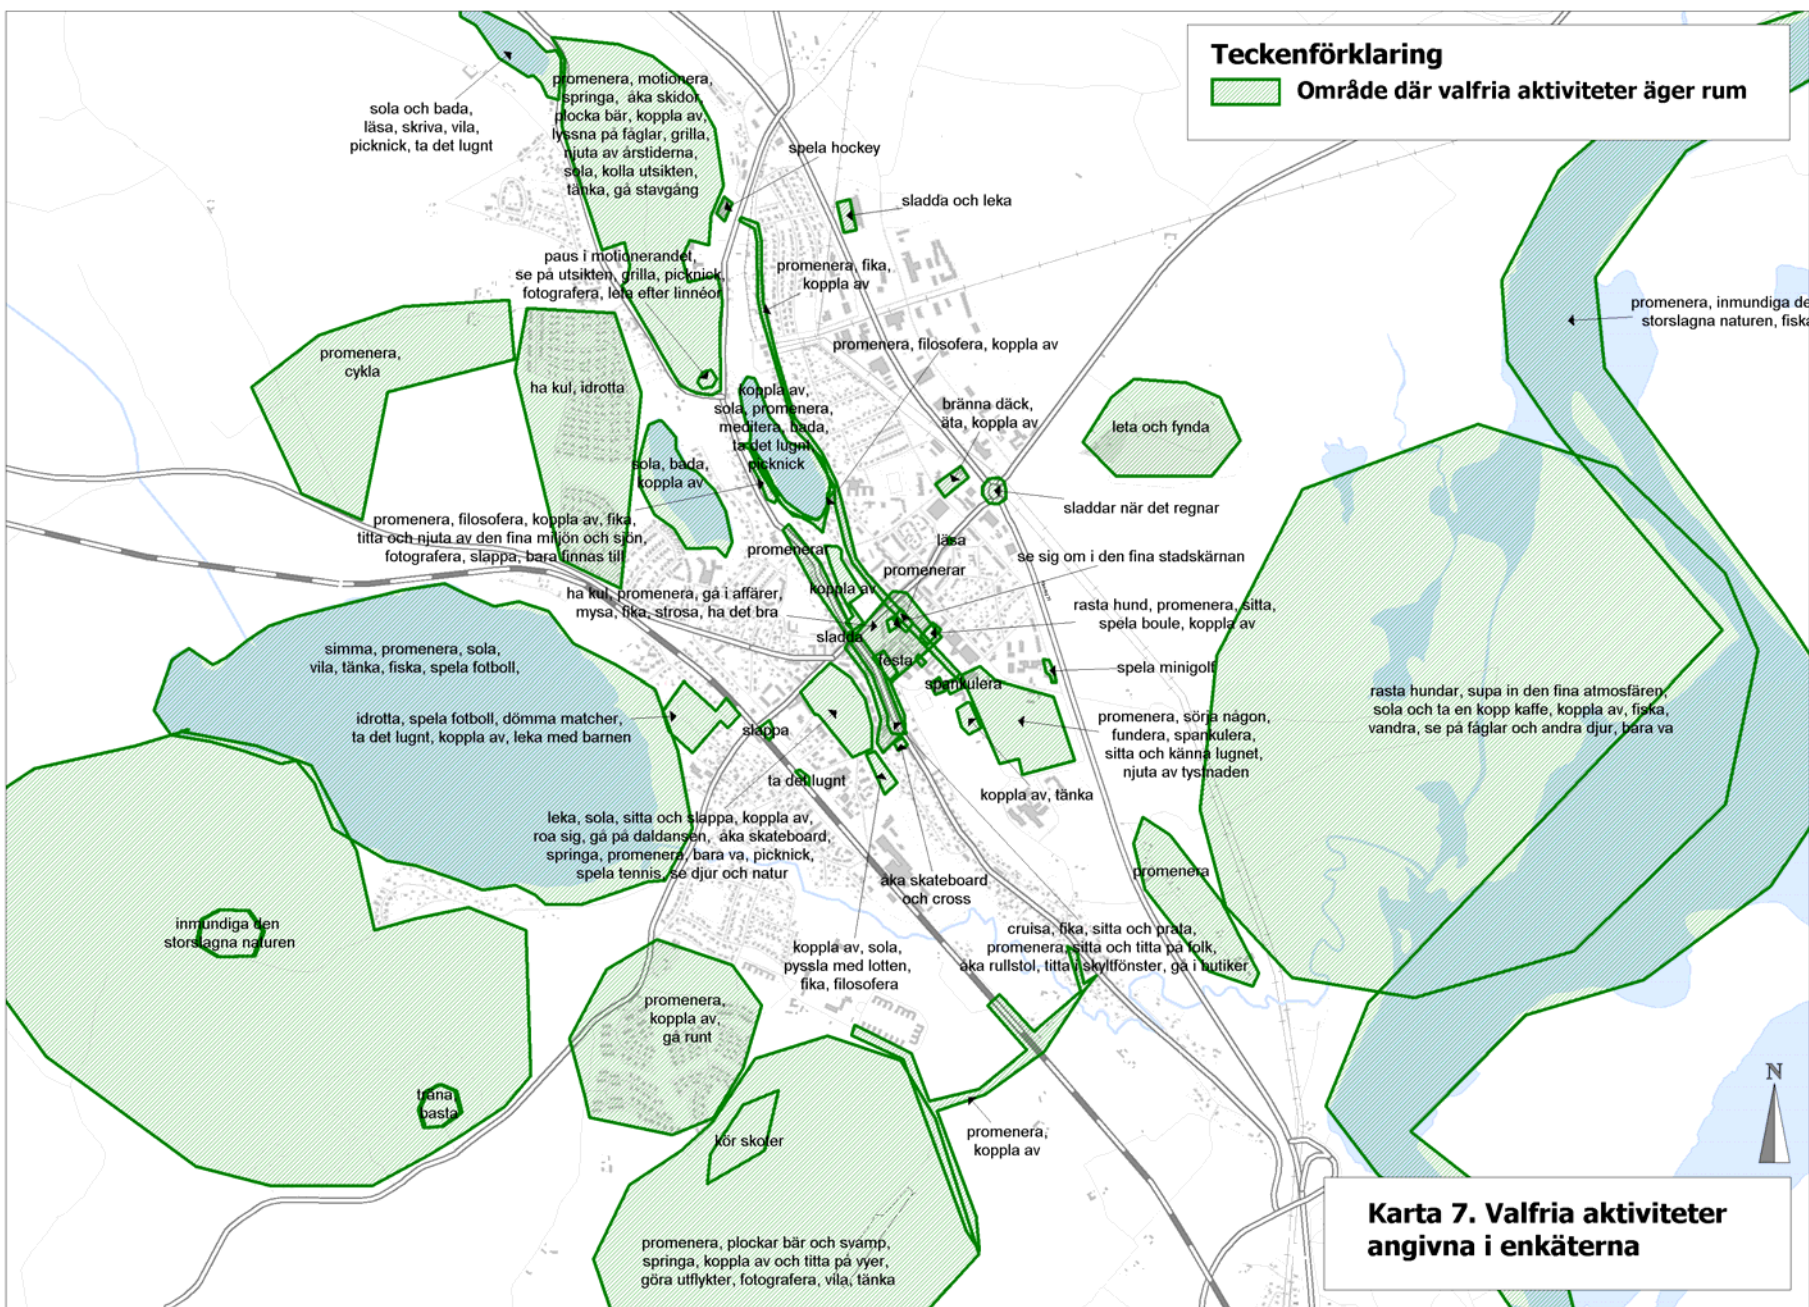 Teckenförklaring
Område där valfria aktiviteter äger rum
sola och bada,
läsa, skriva, vila,
picknick, ta det lugnt
promenera, motionera,
springa, åka skidor,
plocka bär, koppla av,
lyssna på fåglar, grilla,
njuta av årstiderna,
sola, kolla utsikten,
tänka, gå stavgång
spela hockey
sladda och leka
paus i motionerandet,
se på utsikten, grilla, picknick,
fotografera, leta efter linnéor
promenera, fika,
koppla av
promenera, inmundiga de
storslagna naturen, fiska
promenera, filosofera, koppla av
promenera,
cykla
ha kul, idrotta
koppla av,
sola, promenera,
meditera, bada,
ta det lugnt
picknick
bränna däck,
äta, koppla av
leta och fynda
sola, bada,
koppla av
sladdar när det regnar
promenera, filosofera, koppla av, fika,
titta och njuta av den fina miljön och sjön,
fotografera, slappa, bara finnas till
promenerar
läsa
se sig om i den fina stadskärnan
promenerar
koppla av
ha kul, promenera, gå i affärer,
mysa, fika, strosa, ha det bra
rasta hund, promenera, sitta,
spela boule, koppla av
sladda
festa
simma, promenera, sola,
vila, tänka, fiska, spela fotboll,
spela minigolf
spankulera
rasta hundar, supa in den fina atmosfären,
sola och ta en kopp kaffe, koppla av, fiska,
vandra, se på fåglar och andra djur, bara va
idrotta, spela fotboll, dömma matcher,
ta det lugnt, koppla av, leka med barnen
slappa
promenera, sörja någon,
fundera, spankulera,
sitta och känna lugnet,
njuta av tystnaden
ta det lugnt
koppla av, tänka
leka, sola, sitta och slappa, koppla av,
roa sig, gå på daldansen, åka skateboard,
springa, promenera, bara va, picknick,
spela tennis, se djur och natur
promenera
åka skateboard
och cross
inmundiga den
storslagna naturen
koppla av, sola,
pyssla med lotten,
fika, filosofera
cruisa, fika, sitta och prata,
promenera, sitta och titta på folk,
åka rullstol, titta i skyltfönster, gå i butiker
promenera,
koppla av,
gå runt
träna,
basta
kör skoter
promenera,
koppla av
N
promenera, plockar bär och svamp,
springa, koppla av och titta på vyer,
göra utflykter, fotografera, vila, tänka
Karta 7. Valfria aktiviteter
angivna i enkäterna